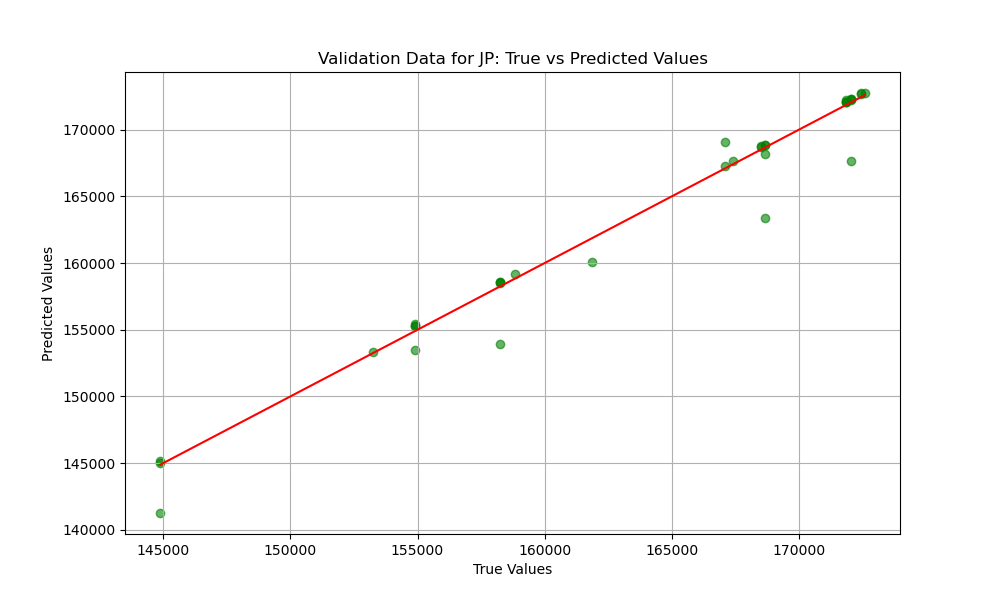 Validation Data for JP: True vs Predicted Values
Predicted Values
170000
165000
160000
155000
150000
145000
140000
145000 150000 155000 160000 165000 170000
True Values